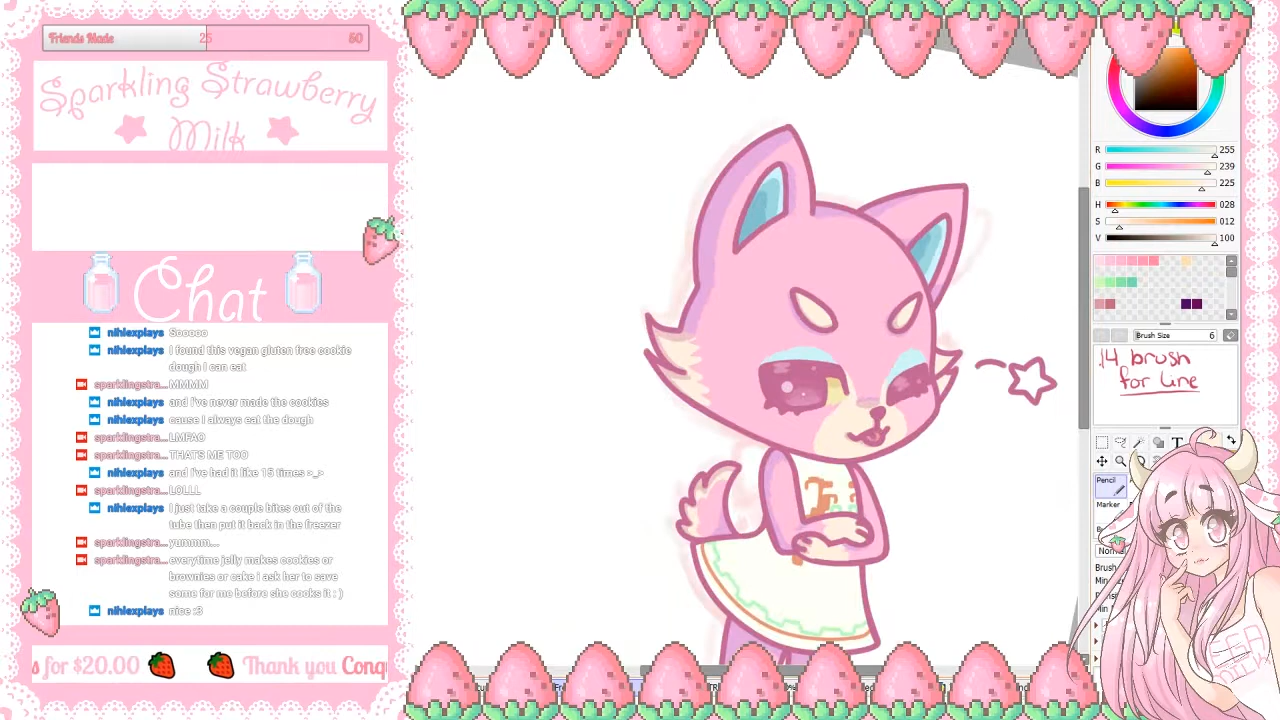 Friends Made 25 50
Sparkling Strawberry
Milk
Chat
nihlexplays Sooooo
nihlexplays I found this vegan gluten free cookie
dough I can eat
sparklingstra... MMMM
nihlexplays and I've never made the cookies
nihlexplays cause I always eat the dough
sparklingstra... LMFAO
sparklingstra... THATS ME TOO
nihlexplays and I've had it like 15 times >_>
sparklingstra... LOLLL
nihlexplays I just take a couple bites out of the
tube then put it back in the freezer
sparklingstra... yummm...
sparklingstra... everytime jelly makes cookies or
brownies or cake i ask her to save
some for me before she cooks it : )
nihlexplays nice :3
s for $20.00 Thank you Conq
R 255
G 239
B 225
H 028
S 012
V 100
Brush Size 6
14 brush
for line
T
Pencil
Marker
Brush